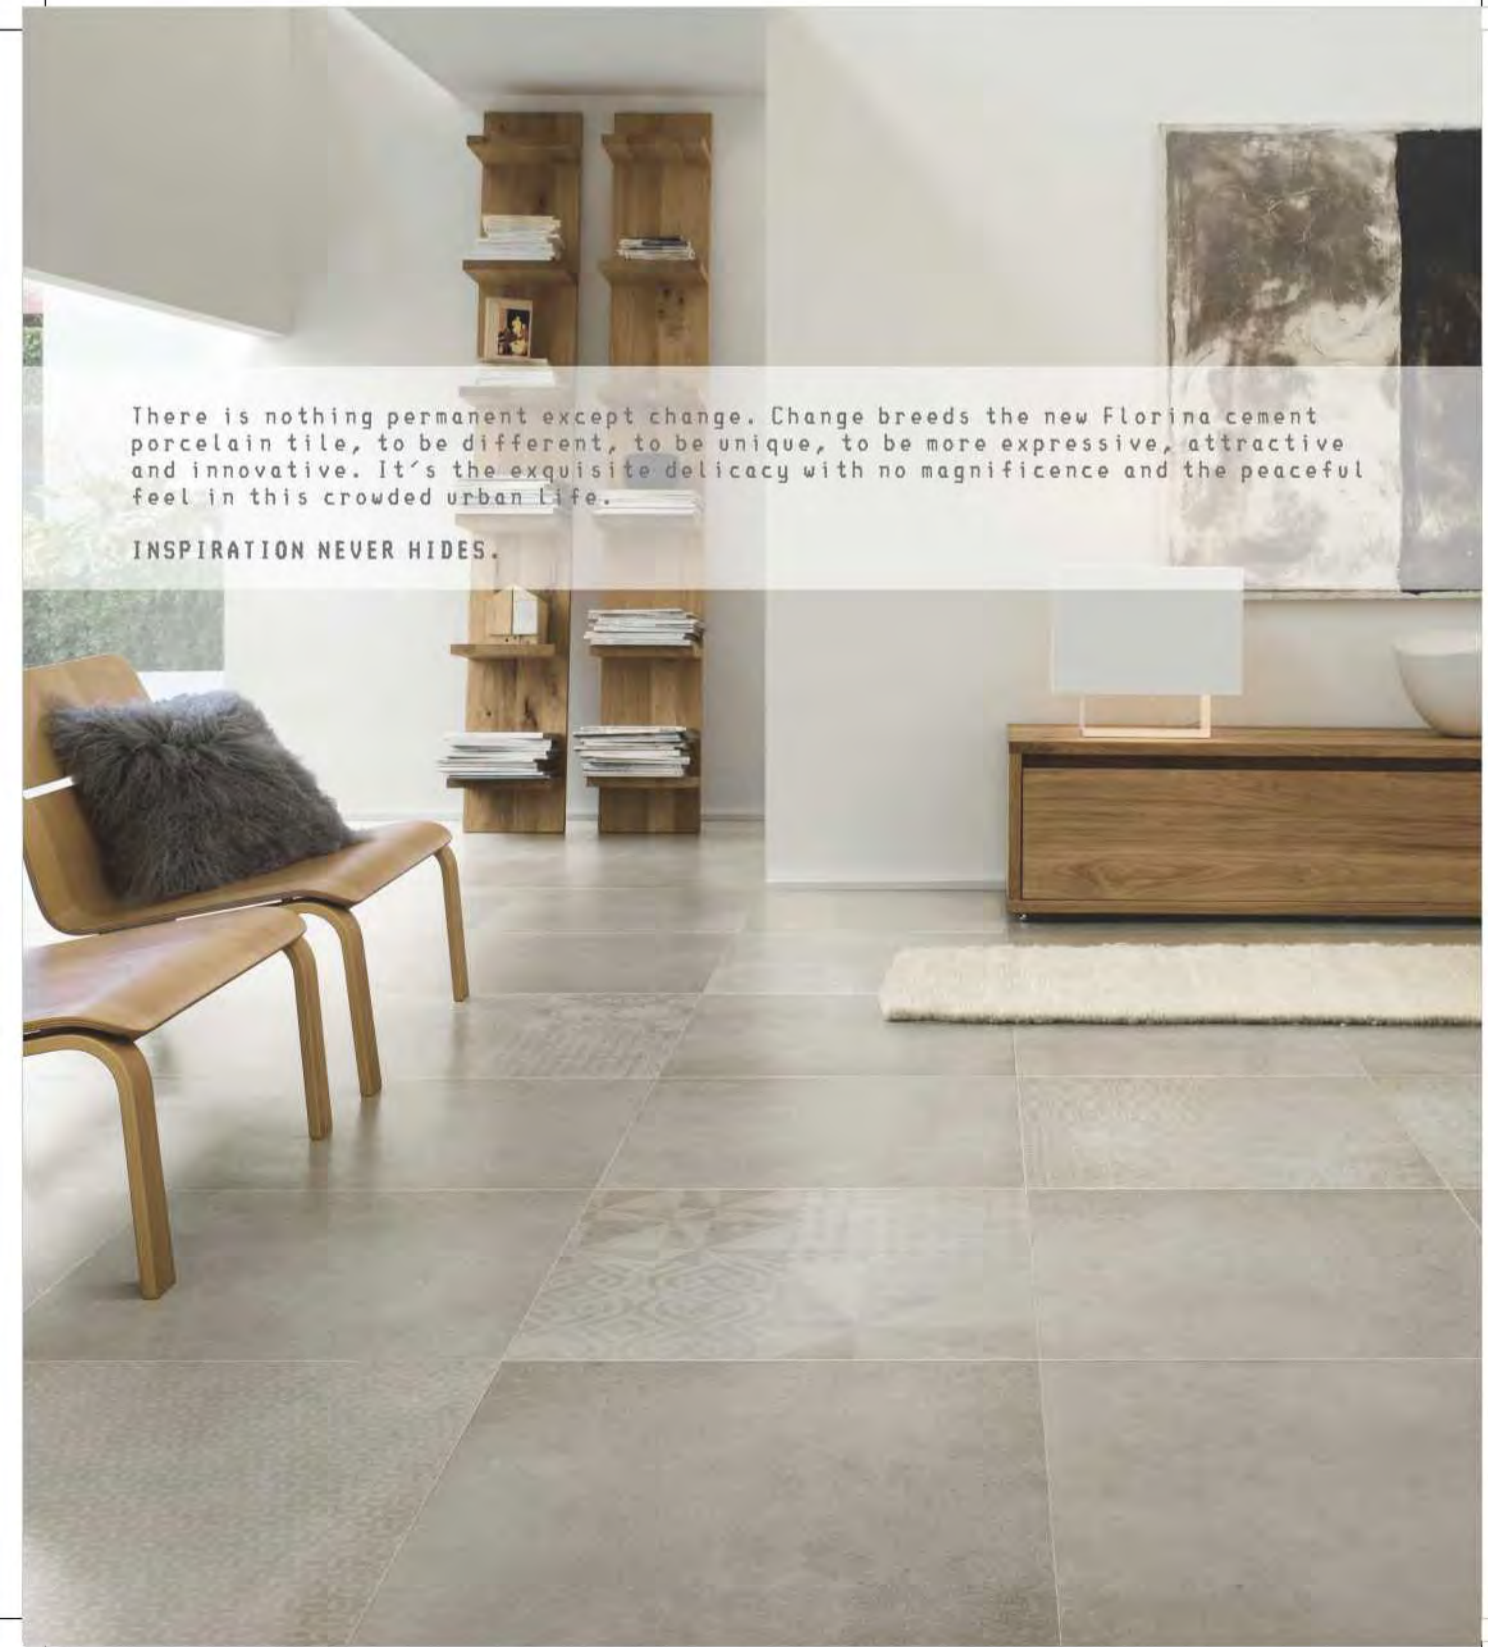 There is nothing permanent except change. Change breeds the new Florina cement
porcelain tile, to be different, to be unique, to be more expressive, attractive
and innovative. It's the exquisite delicacy with no magnificence and the peaceful
feel in this crowded urban life.
INSPIRATION NEVER HIDES.